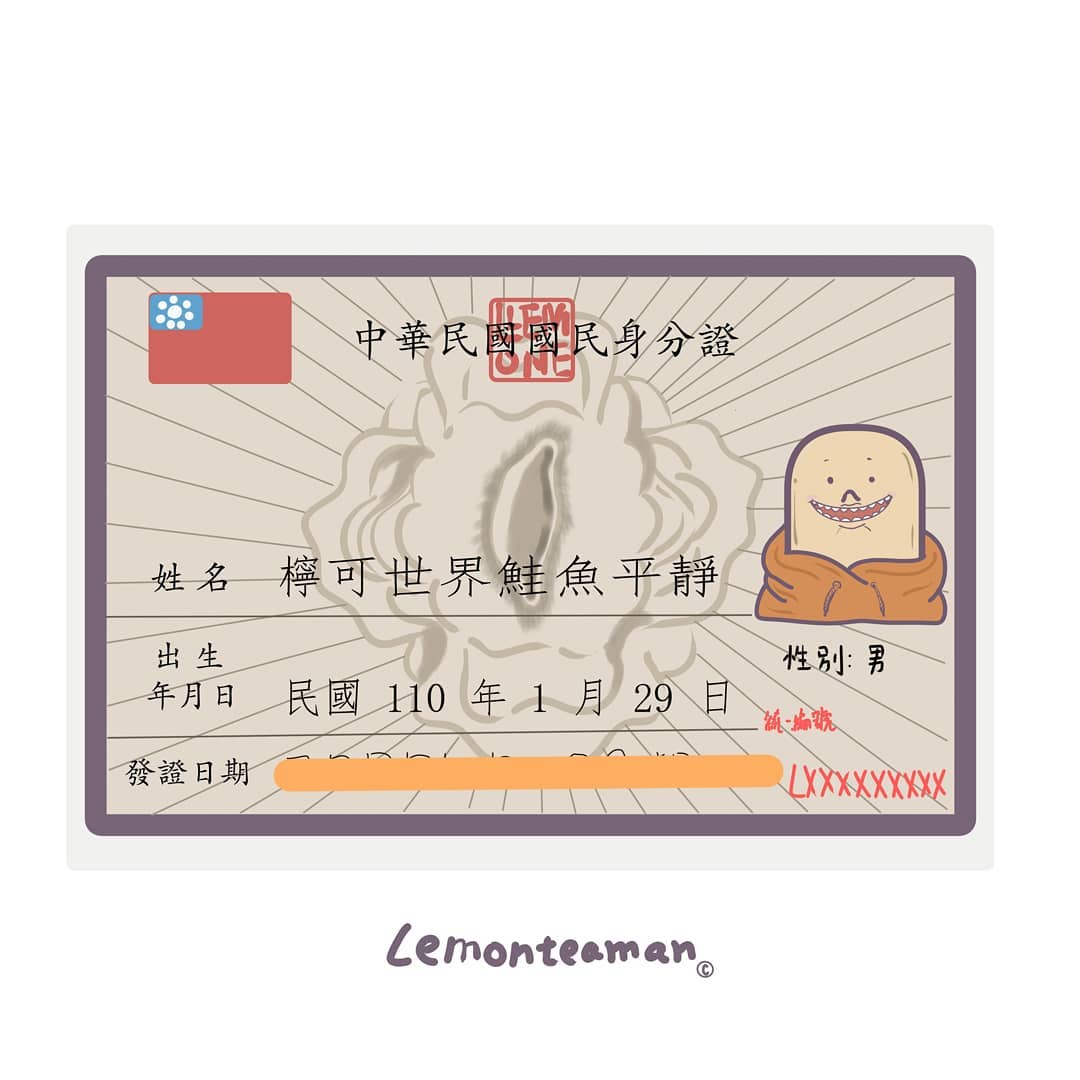 中華民國國民身分證
LEM
ONE
姓名 檸可世界鮭魚平靜
性別: 男
出生
年月日 民國 110 年 1 月 29 日
統一編號
發證日期
LXXXXXXXXX
Lemonteaman©